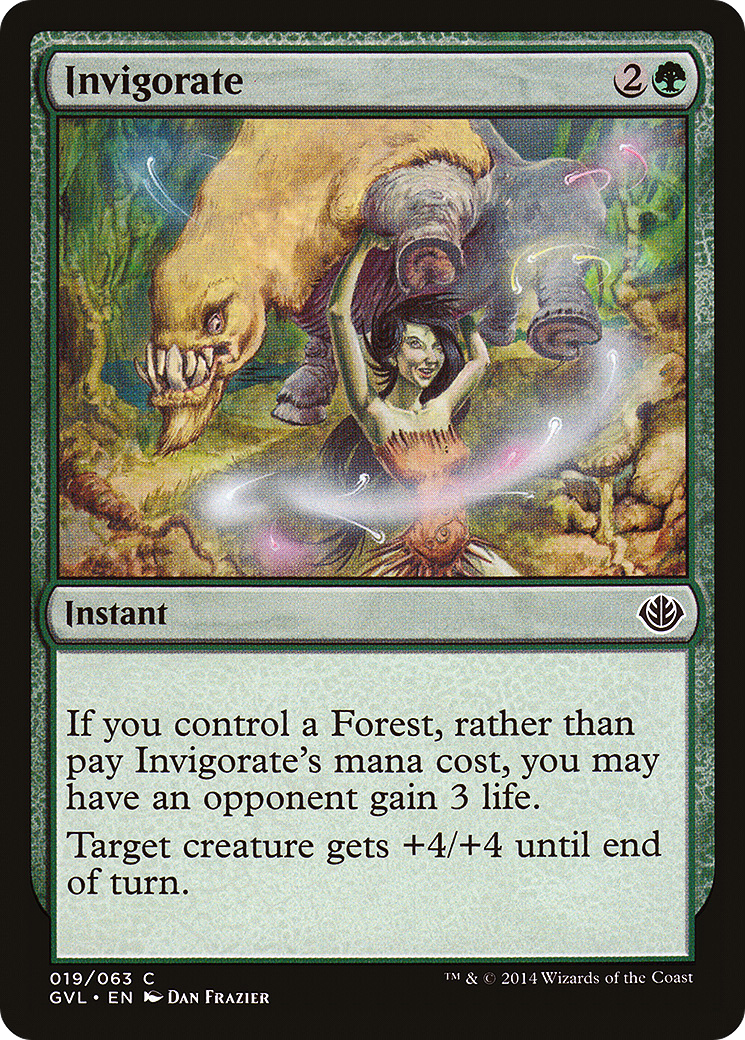 Invigorate 2
Instant
If you control a Forest, rather than
pay Invigorate's mana cost, you may
have an opponent gain 3 life.
Target creature gets +4/+4 until end
of turn.
019/063 C
GVL • EN Dan Frazier
™ & © 2014 Wizards of the Coast